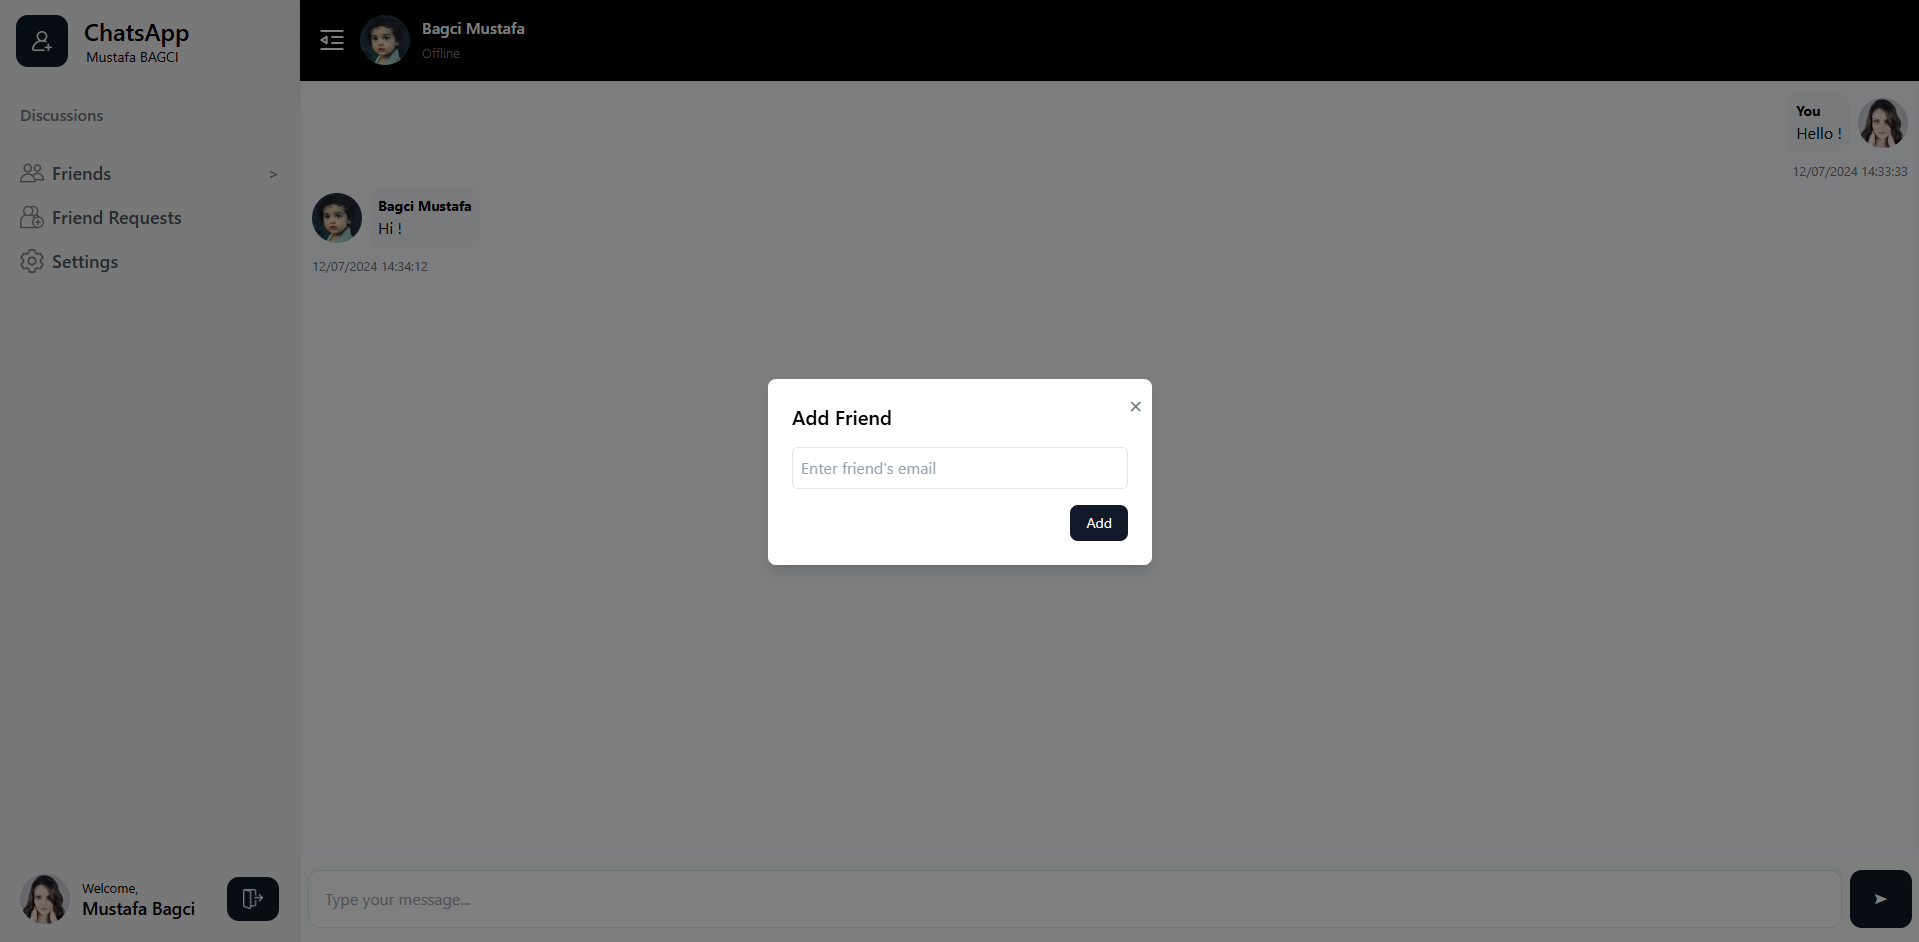 ChatsApp
Mustafa BAGCI
Discussions
Friends >
Friend Requests
Settings
Welcome,
Mustafa Bagci
Bagci Mustafa
Offline
You
Hello !
12/07/2024 14:33:33
Bagci Mustafa
Hi !
12/07/2024 14:34:12
Add Friend
Enter friend's email
Add
Type your message...